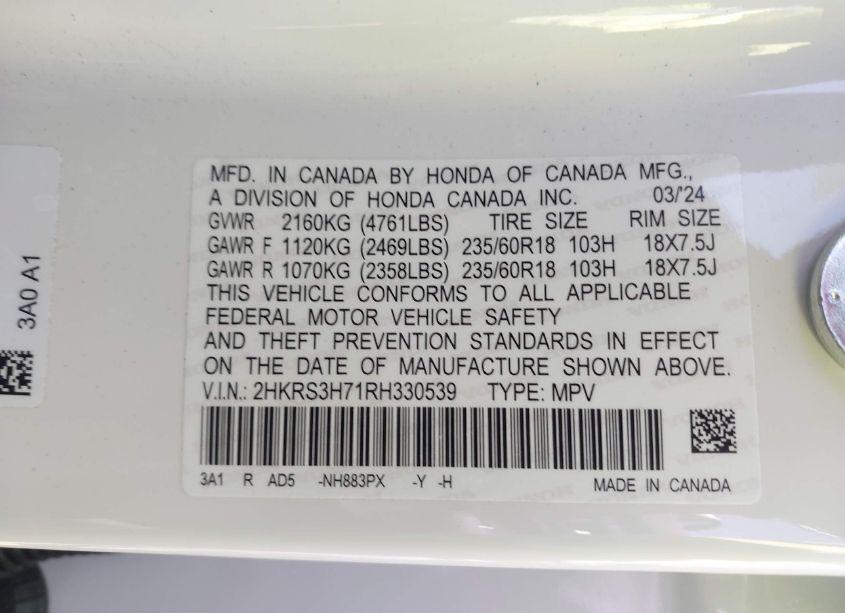 MFD. IN CANADA BY HONDA OF CANADA MFG.,
A DIVISION OF HONDA CANADA INC. 03/'24
GVWR 2160KG (4761LBS) TIRE SIZE RIM SIZE
GAWR F 1120KG (2469LBS) 235/60R18 103H 18X7.5J
GAWR R 1070KG (2358LBS) 235/60R18 103H 18X7.5J
THIS VEHICLE CONFORMS TO ALL APPLICABLE
FEDERAL MOTOR VEHICLE SAFETY
AND THEFT PREVENTION STANDARDS IN EFFECT
ON THE DATE OF MANUFACTURE SHOWN ABOVE.
V.I.N.: 2HKRS3H71RH330539 TYPE: MPV
3A1 R AD5 -NH883PX -Y -H MADE IN CANADA
3A0 A1